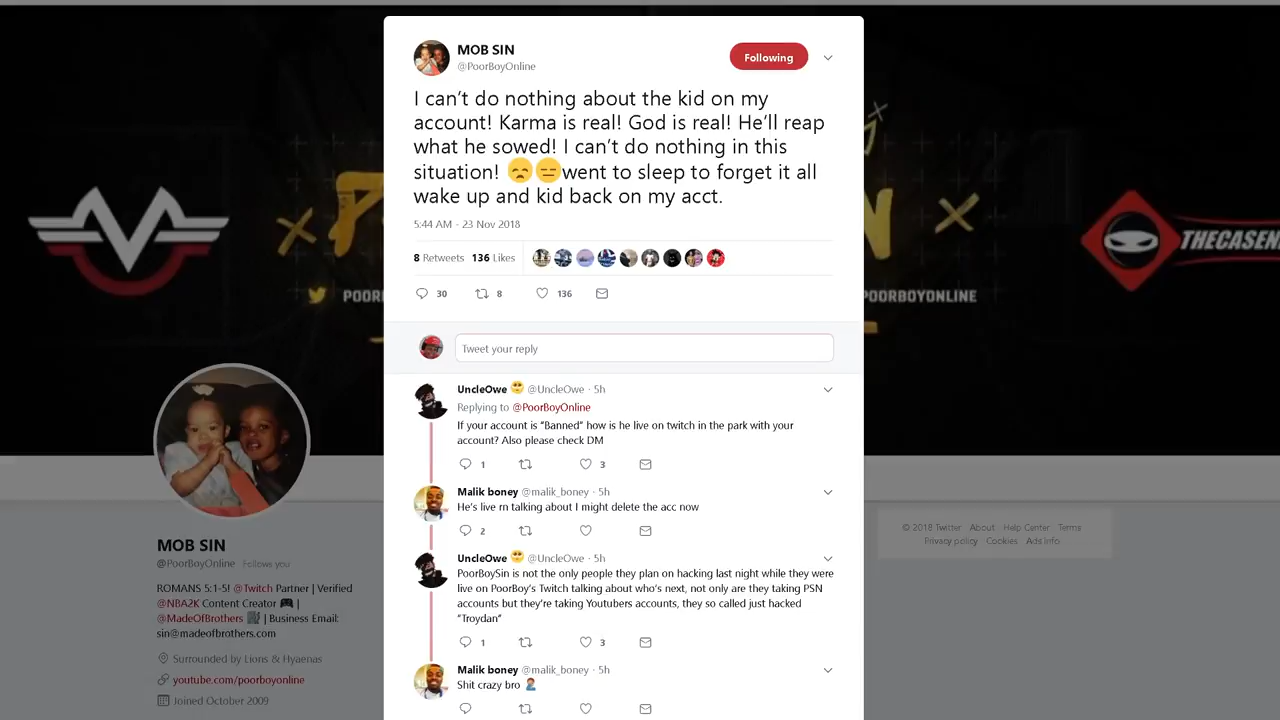 MOB SIN
@PoorBoyOnline
Following
I can't do nothing about the kid on my
account! Karma is real! God is real! He'll reap
what he sowed! I can't do nothing in this
situation! 😞😑went to sleep to forget it all
wake up and kid back on my acct.
5:44 AM - 23 Nov 2018
8 Retweets 136 Likes
30 8 136
Tweet your reply
UncleOwe @UncleOwe · 5h
Replying to @PoorBoyOnline
If your account is "Banned" how is he live on twitch in the park with your
account? Also please check DM
1 3
Malik boney @malik_boney · 5h
He's live rn talking about I might delete the acc now
2
UncleOwe @UncleOwe · 5h
PoorBoySin is not the only people they plan on hacking last night while they were
live on PoorBoy's Twitch talking about who's next, not only are they taking PSN
accounts but they're taking Youtubers accounts, they so called just hacked
"Troydan"
1 3
Malik boney @malik_boney · 5h
Shit crazy bro
MOB SIN
@PoorBoyOnline Follows you
ROMANS 5:1-5! @Twitch Partner | Verified
@NBA2K Content Creator 🎮 |
@MadeOfBrothers | Business Email:
sin@madeofbrothers.com
Surrounded by Lions & Hyaenas
youtube.com/poorboyonline
Joined October 2009
POORB
POORBOYONLINE
THECASEN
© 2018 Twitter About Help Center Terms
Privacy policy Cookies Ads info